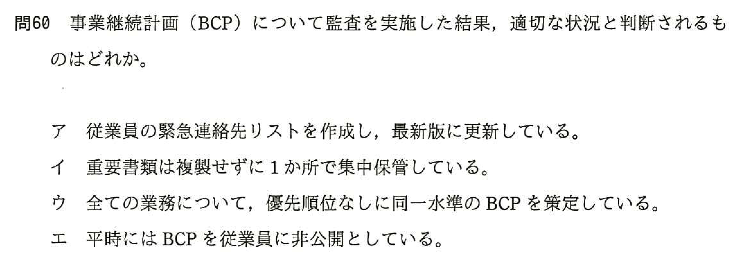 問60　事業継続計画（BCP）について監査を実施した結果，適切な状況と判断されるも
のはどれか。
ア　従業員の緊急連絡先リストを作成し，最新版に更新している。
イ　重要書類は複製せずに1か所で集中保管している。
ウ　全ての業務について，優先順位なしに同一水準のBCPを策定している。
エ　平時にはBCPを従業員に非公開としている。